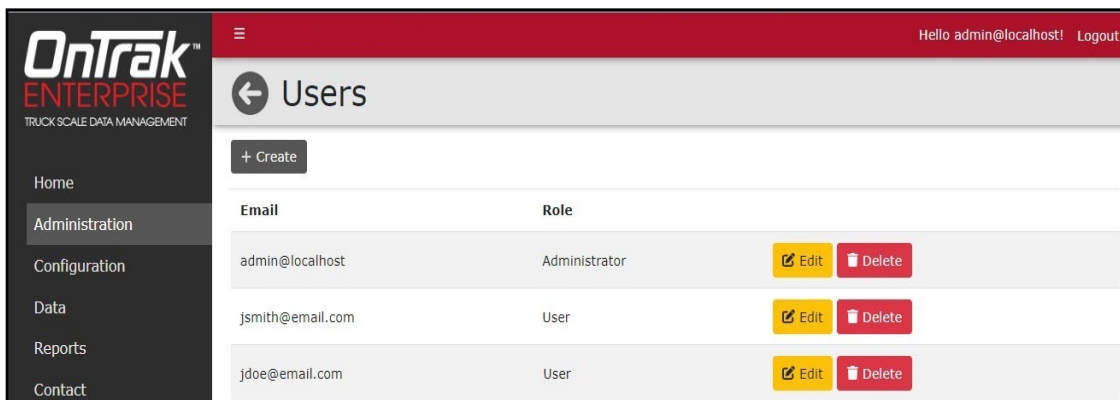 OnTrak™
ENTERPRISE
TRUCK SCALE DATA MANAGEMENT
Home
Administration
Configuration
Data
Reports
Contact
Hello admin@localhost! Logout
Users
+ Create
Email Role
admin@localhost Administrator Edit Delete
jsmith@email.com User Edit Delete
jdoe@email.com User Edit Delete